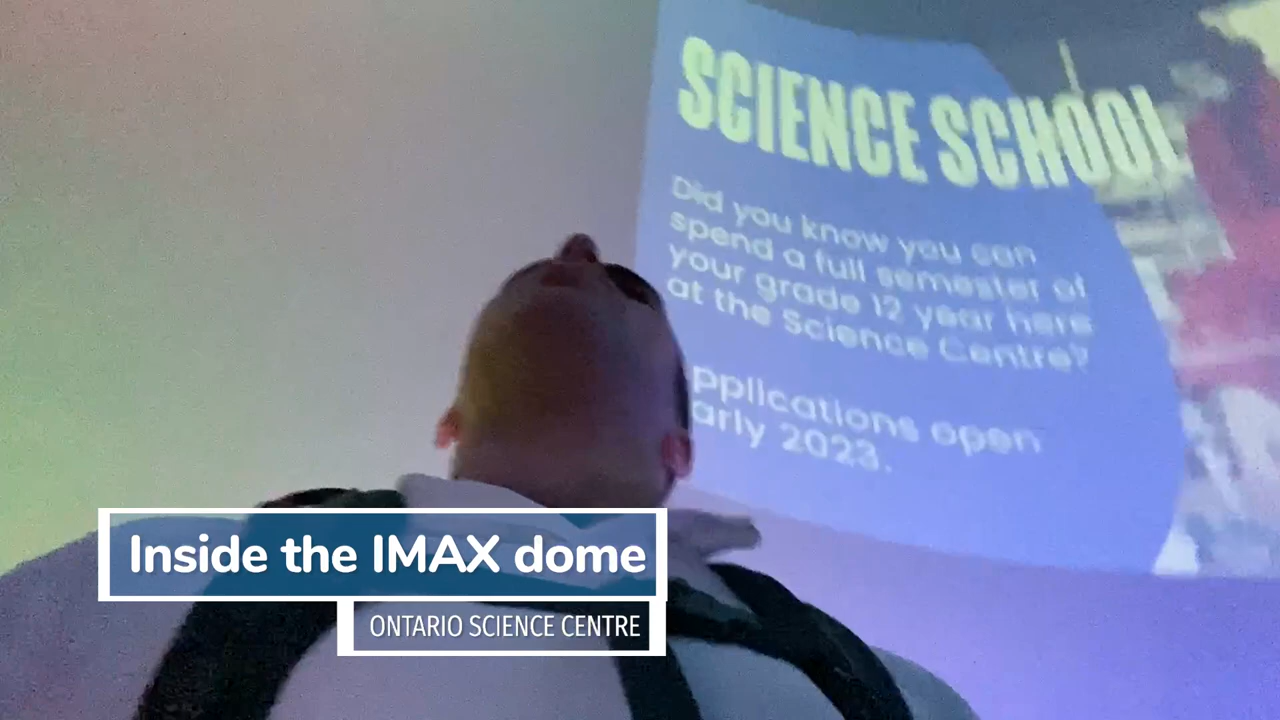 SCIENCE SCHOOL
Did you know you can
spend a full semester of
your grade 12 year here
at the Science Centre?
pplications open
arly 2023.
Inside the IMAX dome
ONTARIO SCIENCE CENTRE